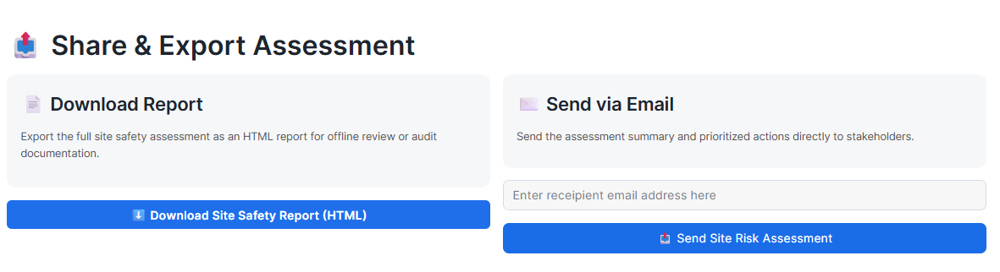 Share & Export Assessment
Download Report
Export the full site safety assessment as an HTML report for offline review or audit
documentation.
Download Site Safety Report (HTML)
Send via Email
Send the assessment summary and prioritized actions directly to stakeholders.
Enter receipient email address here
Send Site Risk Assessment